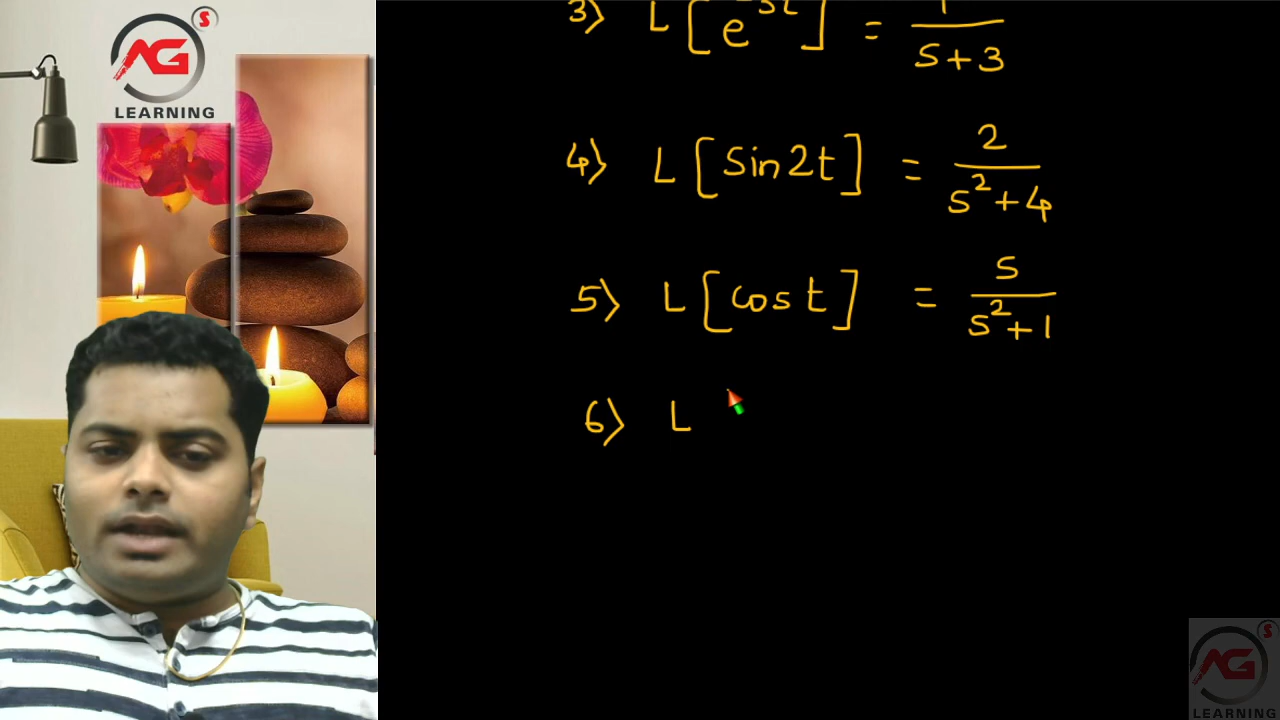 AG S
LEARNING
3) L[e^-3t] = 1/(s+3)
4) L[Sin2t] = 2/(s²+4)
5) L[cos t] = s/(s²+1)
6) L
AG S
LEARNING